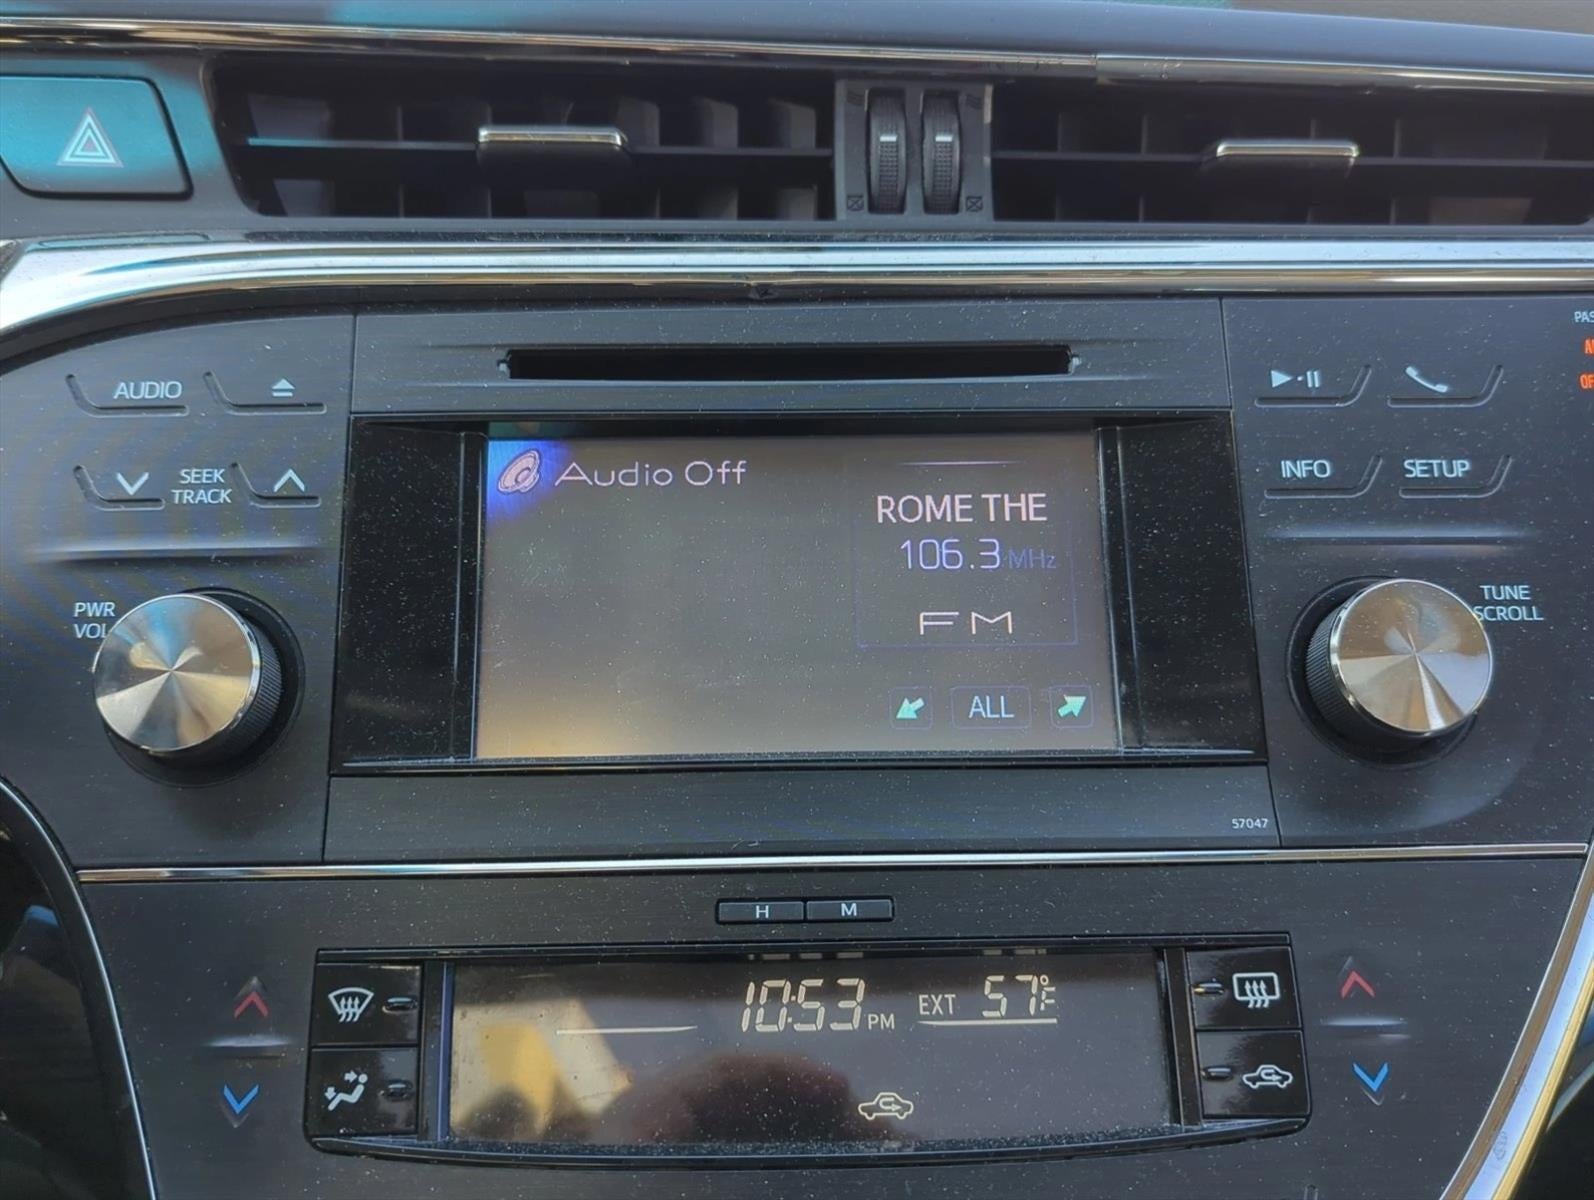 AUDIO
SEEK
TRACK
PWR
VOL
Audio Off
ROME THE
106.3 MHz
FM
ALL
INFO
SETUP
TUNE
SCROLL
57047
H M
10:53 PM EXT 57°F